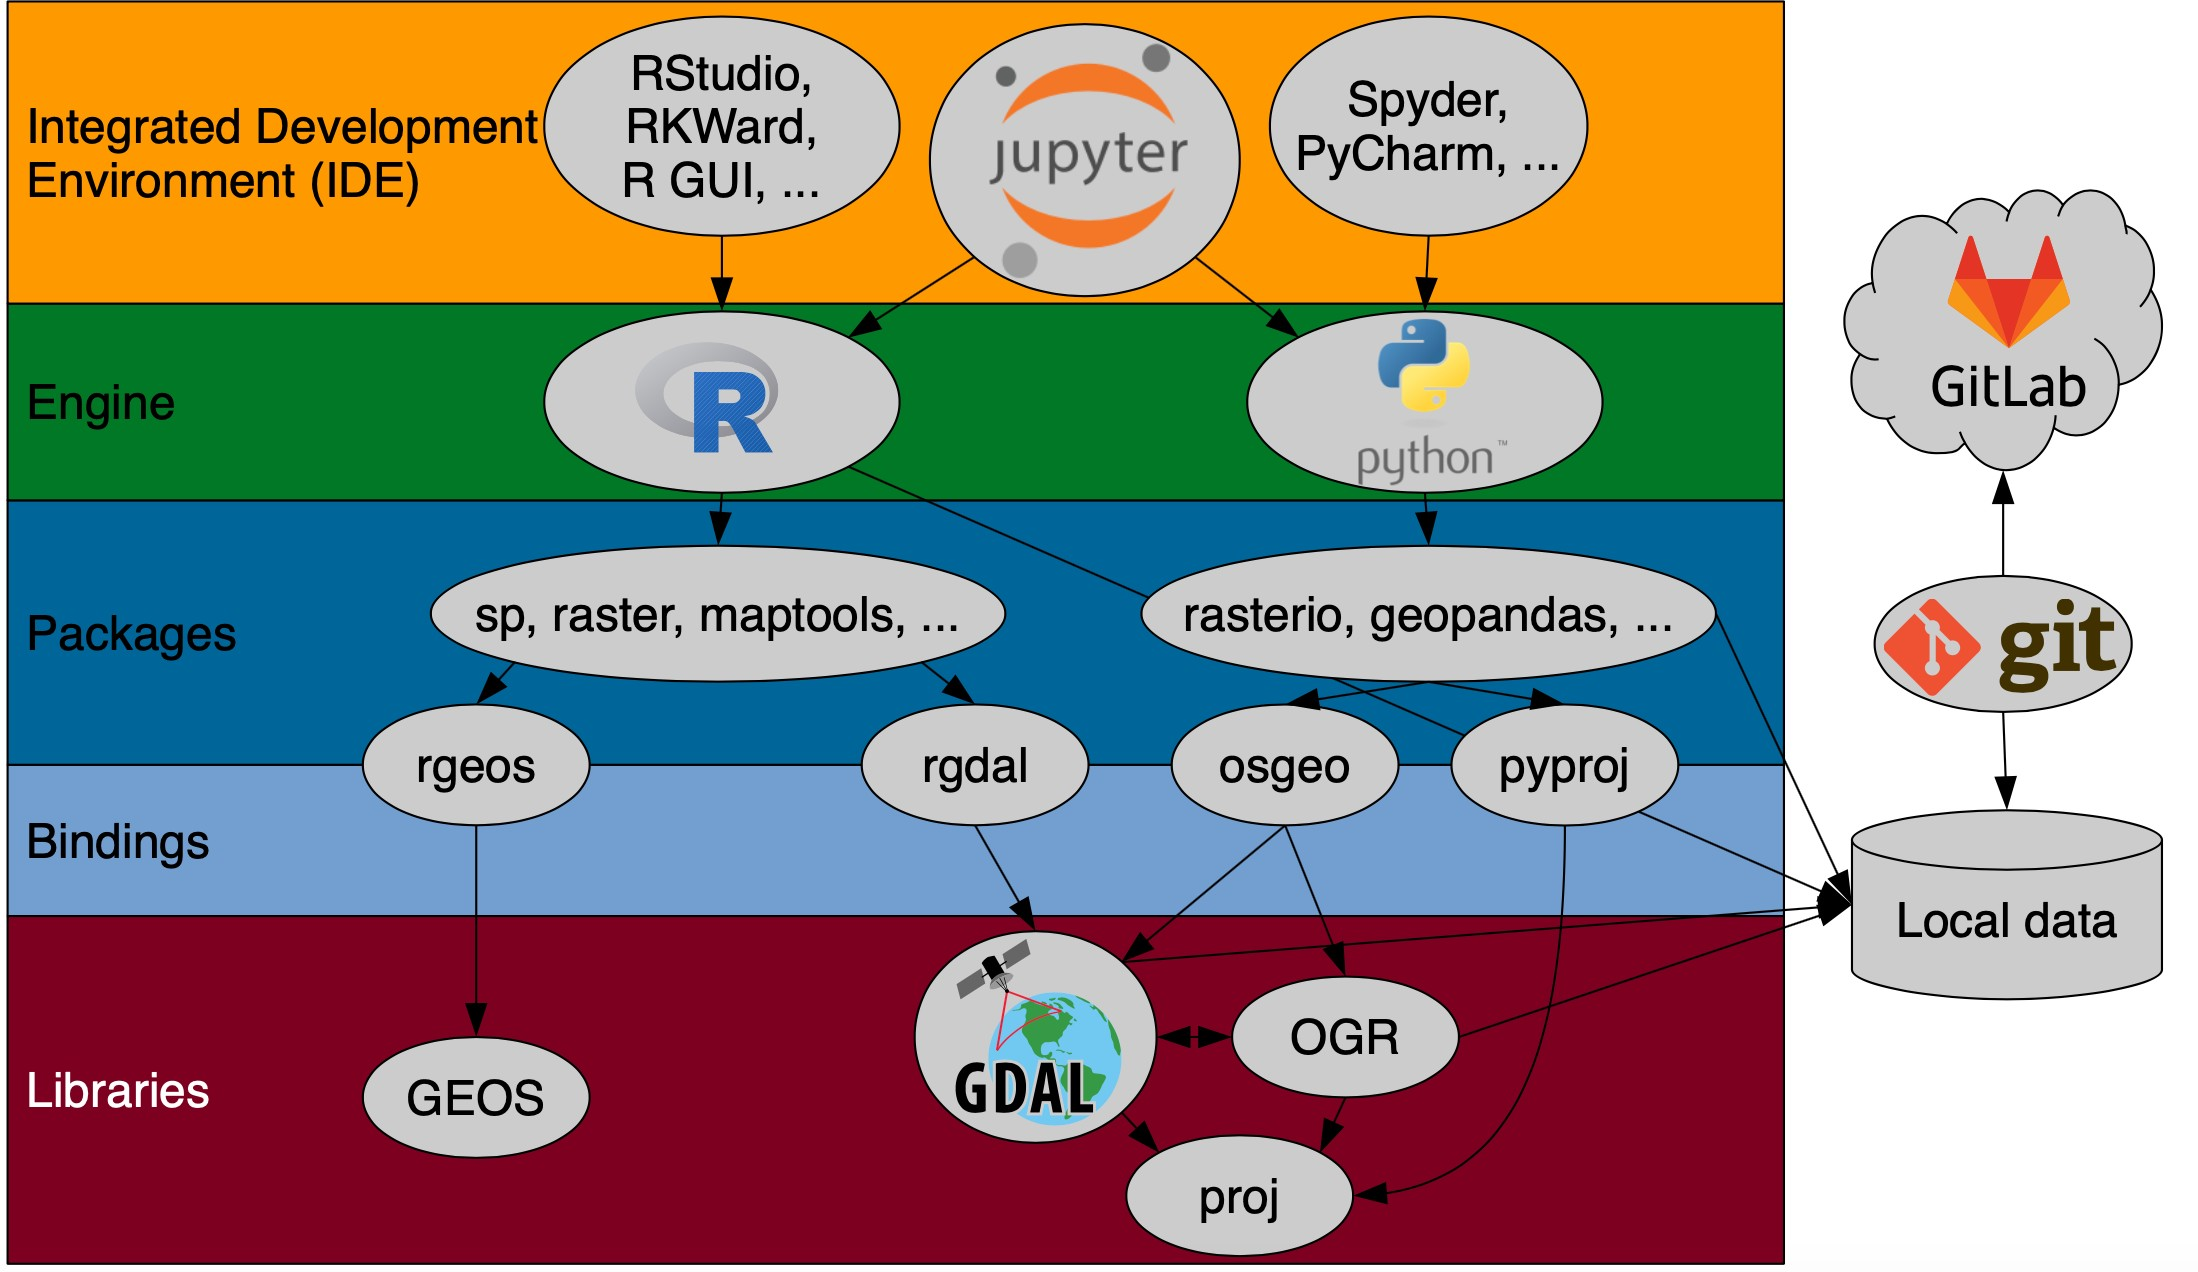 RStudio,
RKWard,
R GUI, ...
jupyter
Spyder,
PyCharm, ...
Integrated Development
Environment (IDE)
GitLab
Engine
R
python™
Packages
sp, raster, maptools, ...
rasterio, geopandas, ...
git
rgeos
rgdal
osgeo
pyproj
Bindings
Local data
Libraries
GEOS
GDAL
OGR
proj